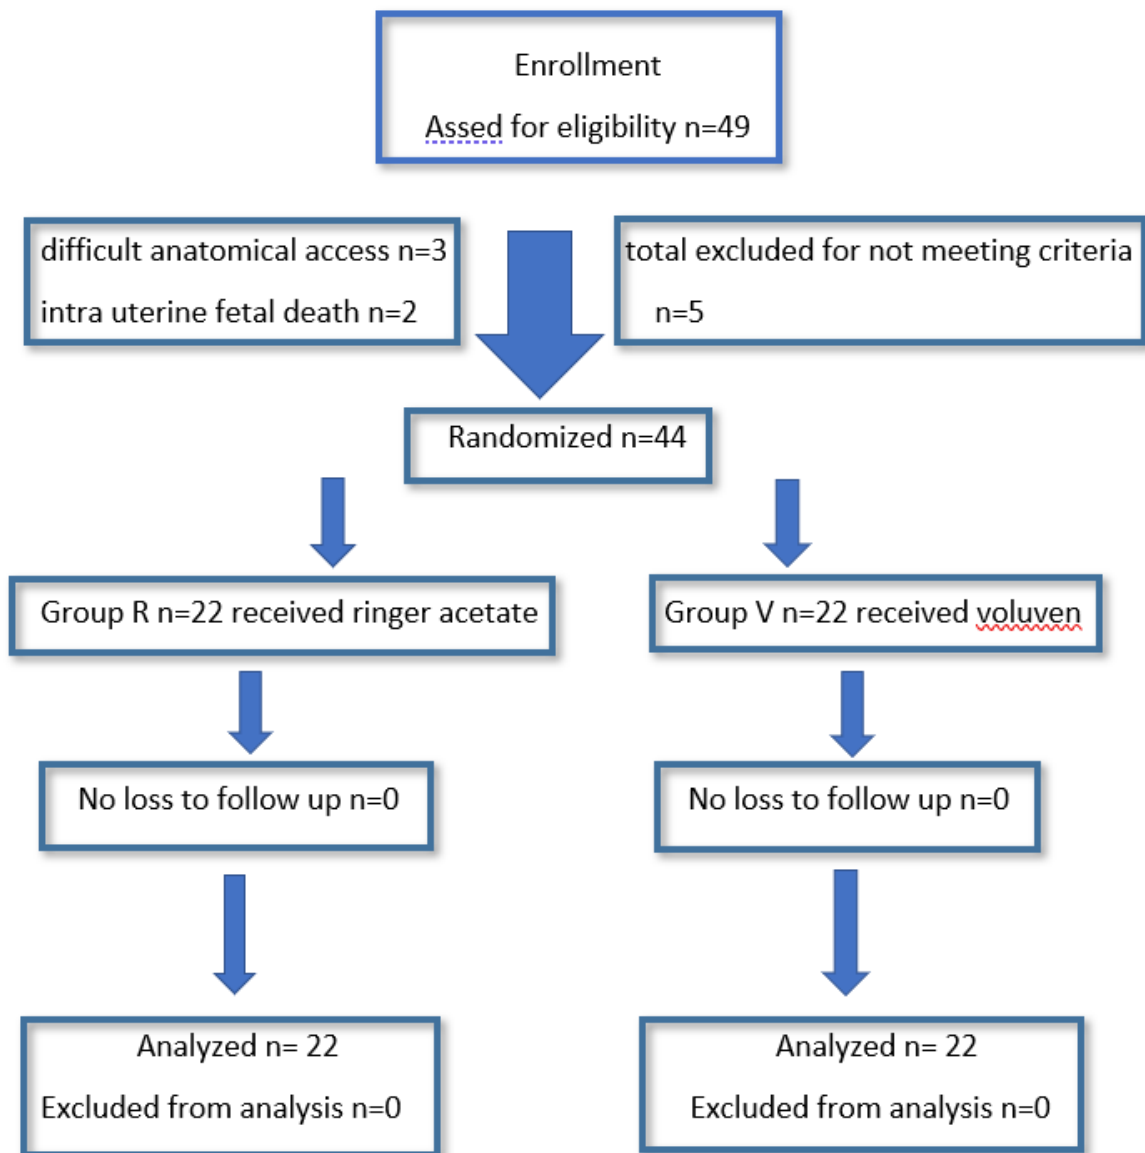 Enrollment
Assed for eligibility n=49
difficult anatomical access n=3
intra uterine fetal death n=2
total excluded for not meeting criteria
n=5
Randomized n=44
Group R n=22 received ringer acetate
Group V n=22 received voluven
No loss to follow up n=0
No loss to follow up n=0
Analyzed n= 22
Excluded from analysis n=0
Analyzed n= 22
Excluded from analysis n=0